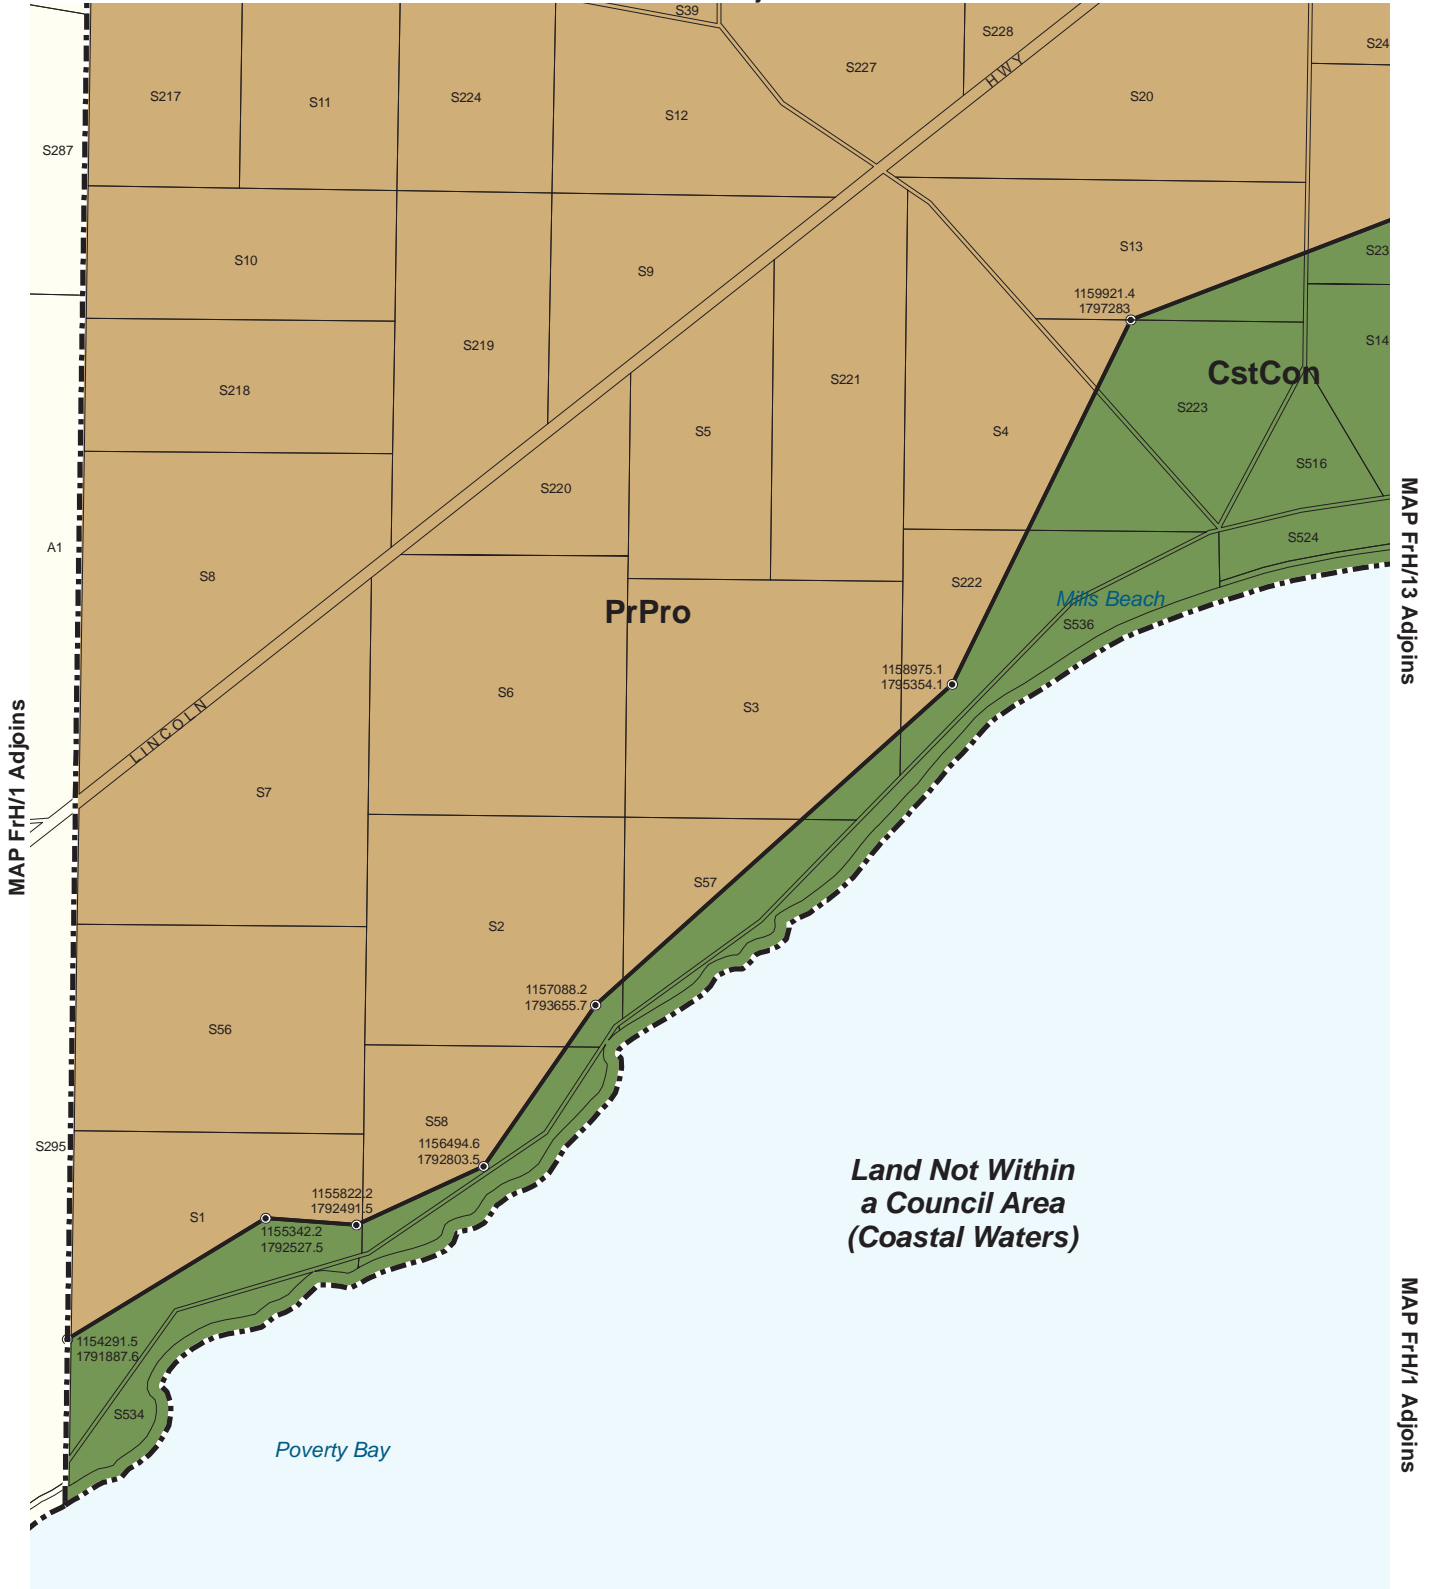 S39
S228
S227
S24
HWY
S217
S11
S224
S12
S20
S287
S10
S9
S13
S23
1159921.4
1797283
S219
S14
S218
S221
CstCon
S223
S5
S4
S516
S220
S524
A1
S8
S222
Mills Beach
S536
PrPro
MAP FrH/13 Adjoins
1158975.1
1795354.1
S6
S3
LINCOLN
MAP FrH/1 Adjoins
S7
S57
S2
1157088.2
1793655.7
S56
S58
S295
1156494.6
1792803.5
Land Not Within
a Council Area
(Coastal Waters)
1155822.2
1792491.5
S1
1155342.2
1792527.5
1154291.5
1791887.6
MAP FrH/1 Adjoins
S534
Poverty Bay